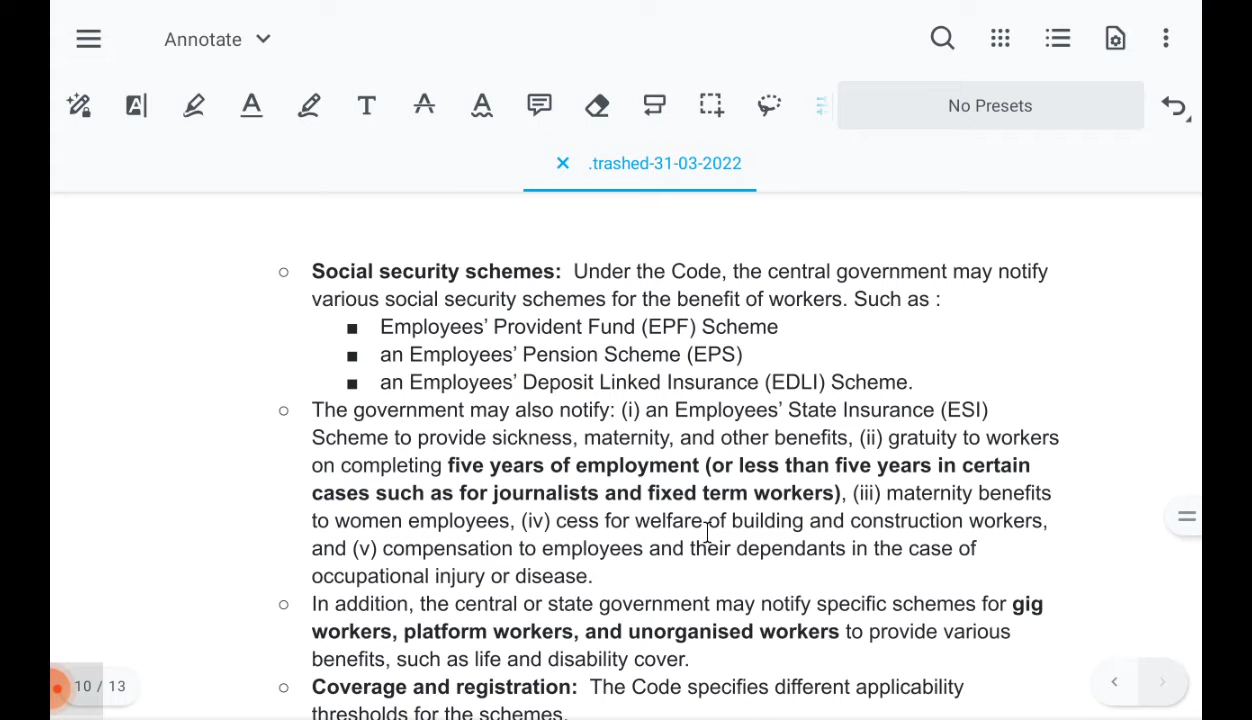 Annotate
No Presets
.trashed-31-03-2022
○ Social security schemes: Under the Code, the central government may notify
various social security schemes for the benefit of workers. Such as :
■ Employees’ Provident Fund (EPF) Scheme
■ an Employees’ Pension Scheme (EPS)
■ an Employees’ Deposit Linked Insurance (EDLI) Scheme.
○ The government may also notify: (i) an Employees’ State Insurance (ESI)
Scheme to provide sickness, maternity, and other benefits, (ii) gratuity to workers
on completing five years of employment (or less than five years in certain
cases such as for journalists and fixed term workers), (iii) maternity benefits
to women employees, (iv) cess for welfare of building and construction workers,
and (v) compensation to employees and their dependants in the case of
occupational injury or disease.
○ In addition, the central or state government may notify specific schemes for gig
workers, platform workers, and unorganised workers to provide various
benefits, such as life and disability cover.
○ Coverage and registration: The Code specifies different applicability
thresholds for the schemes.
10 / 13